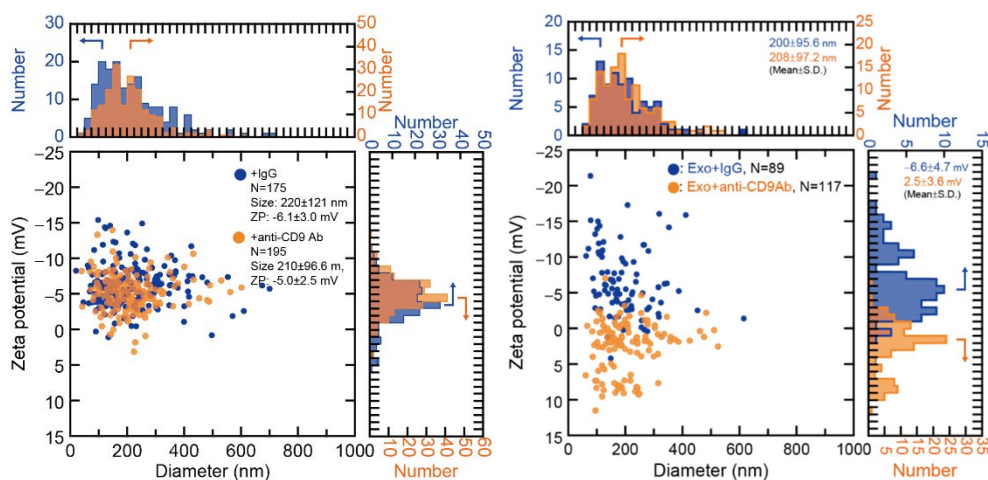 30
20
10
0
Number
50
40
30
20
10
0
Number
Number
0 10 20 30 40 50
−25
−20
−15
−10
−5
0
5
10
15
Zeta potential (mV)
+IgG
N=175
Size: 220±121 nm
ZP: -6.1±3.0 mV
+anti-CD9 Ab
N=195
Size 210±96.6 m,
ZP: -5.0±2.5 mV
0 200 400 600 800 1000
Diameter (nm)
0 10 20 30 40 50 60
Number
20
15
10
5
0
Number
25
20
15
10
5
0
Number
200±95.6 nm
208±97.2 nm
(Mean±S.D.)
Number
0 5 10 15
−6.6±4.7 mV
2.5±3.6 mV
(Mean±S.D.)
−25
−20
−15
−10
−5
0
5
10
15
Zeta potential (mV)
: Exo+IgG, N=89
: Exo+anti-CD9Ab, N=117
0 200 400 600 800 1000
Diameter (nm)
5 10 15 20 25 30 35
Number